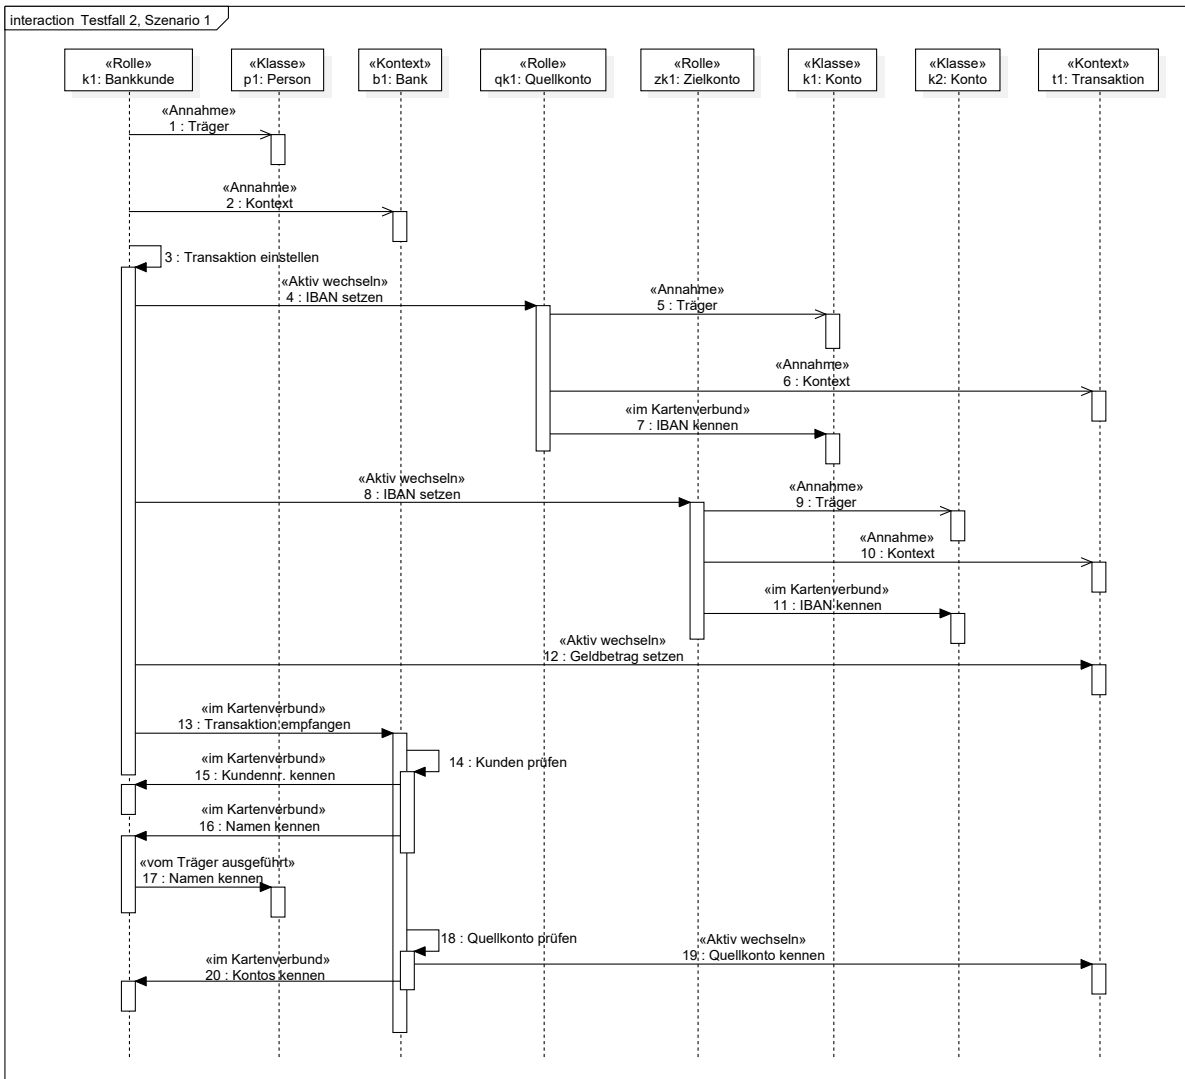 interaction Testfall 2, Szenario 1
«Rolle»
k1: Bankkunde
«Klasse»
p1: Person
«Kontext»
b1: Bank
«Rolle»
qk1: Quellkonto
«Rolle»
zk1: Zielkonto
«Klasse»
k1: Konto
«Klasse»
k2: Konto
«Kontext»
t1: Transaktion
«Annahme»
1 : Träger
«Annahme»
2 : Kontext
3 : Transaktion einstellen
«Aktiv wechseln»
4 : IBAN setzen
«Annahme»
5 : Träger
«Annahme»
6 : Kontext
«im Kartenverbund»
7 : IBAN kennen
«Aktiv wechseln»
8 : IBAN setzen
«Annahme»
9 : Träger
«Annahme»
10 : Kontext
«im Kartenverbund»
11 : IBAN kennen
«Aktiv wechseln»
12 : Geldbetrag setzen
«im Kartenverbund»
13 : Transaktion empfangen
14 : Kunden prüfen
«im Kartenverbund»
15 : Kundennr. kennen
«im Kartenverbund»
16 : Namen kennen
«vom Träger ausgeführt»
17 : Namen kennen
18 : Quellkonto prüfen
«Aktiv wechseln»
19 : Quellkonto kennen
«im Kartenverbund»
20 : Kontos kennen